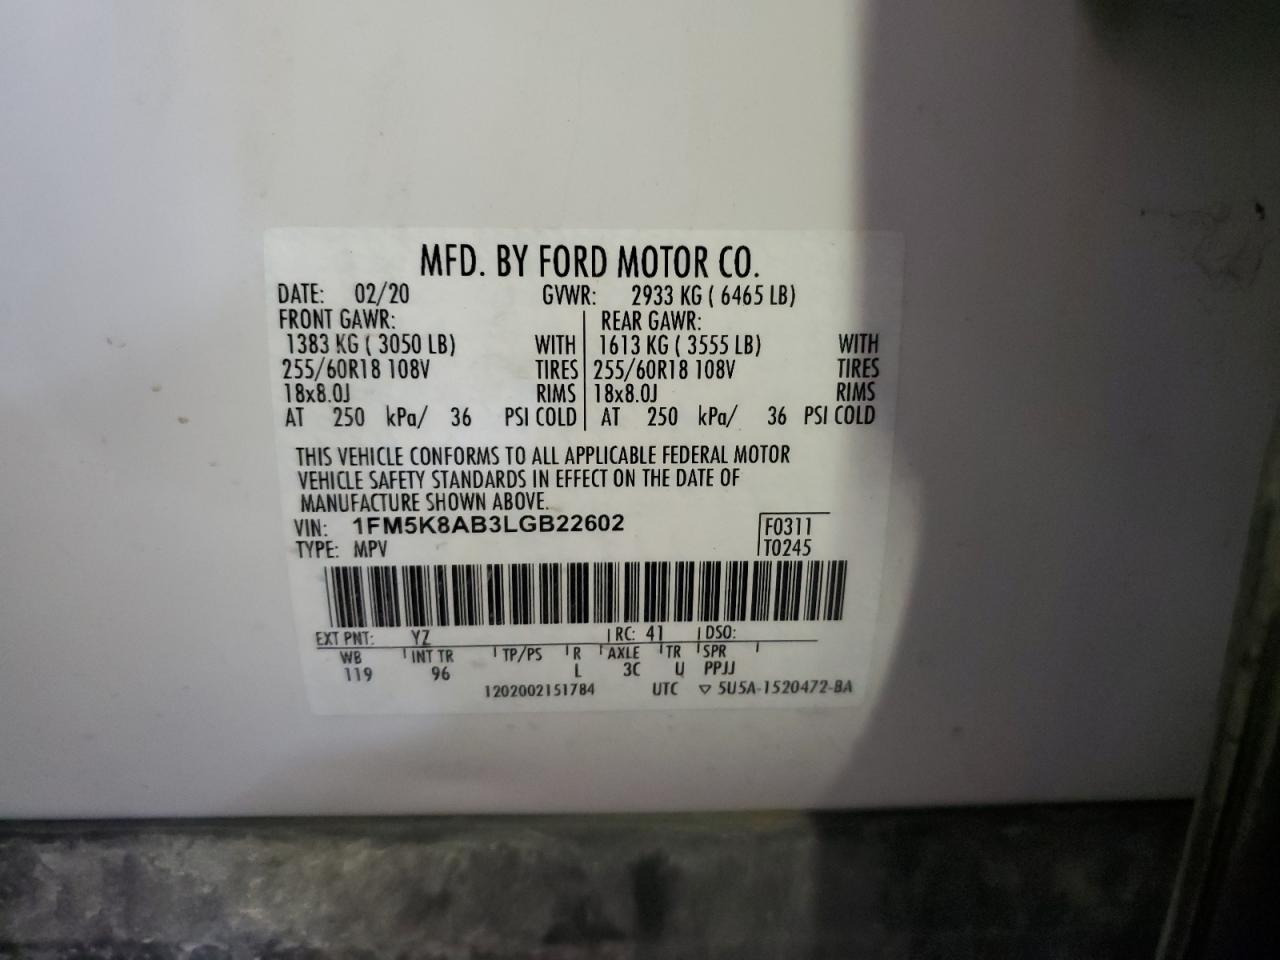 MFD. BY FORD MOTOR CO.
DATE: 02/20 GVWR: 2933 KG ( 6465 LB)
FRONT GAWR: REAR GAWR:
1383 KG ( 3050 LB) WITH 1613 KG ( 3555 LB) WITH
255/60R18 108V TIRES 255/60R18 108V TIRES
18x8.0J RIMS 18x8.0J RIMS
AT 250 kPa/ 36 PSI COLD AT 250 kPa/ 36 PSI COLD
THIS VEHICLE CONFORMS TO ALL APPLICABLE FEDERAL MOTOR
VEHICLE SAFETY STANDARDS IN EFFECT ON THE DATE OF
MANUFACTURE SHOWN ABOVE.
VIN: 1FM5K8AB3LGB22602 F0311
TYPE: MPV T0245
EXT PNT: YZ RC: 41 DSO:
WB INT TR TP/PS R AXLE TR SPR
119 96 L 3C U PPJJ
1202002151784 UTC ▽ 5U5A-1520472-BA